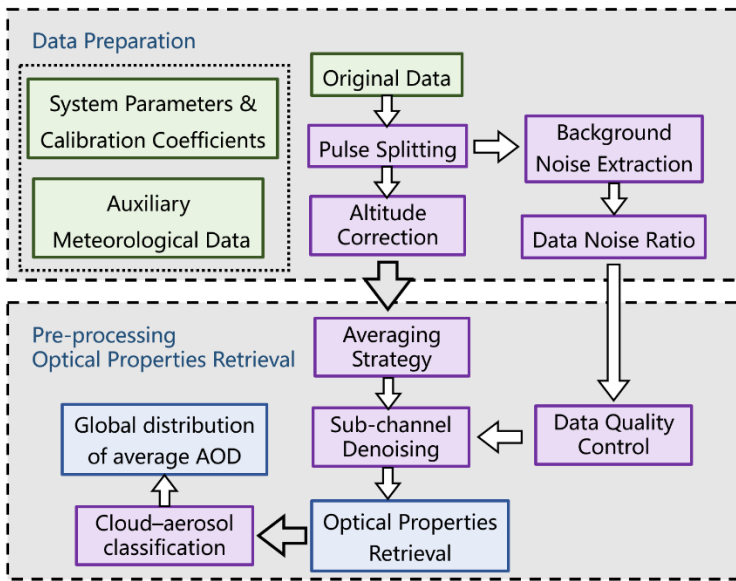 Data Preparation
System Parameters &
Calibration Coefficients
Auxiliary
Meteorological Data
Original Data
Pulse Splitting
Altitude
Correction
Background
Noise Extraction
Data Noise Ratio
Pre-processing
Optical Properties Retrieval
Averaging
Strategy
Sub-channel
Denoising
Data Quality
Control
Optical Properties
Retrieval
Cloud–aerosol
classification
Global distribution
of average AOD